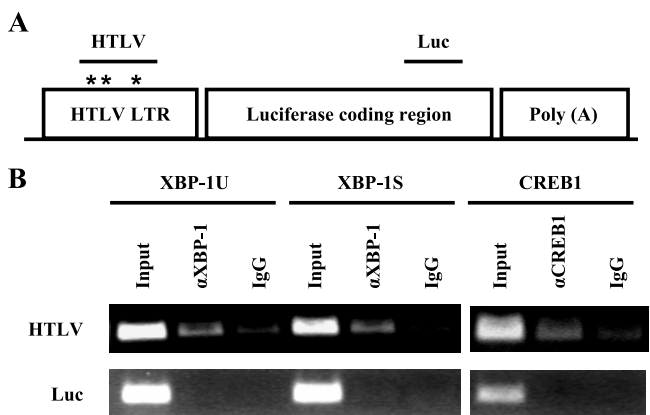 A
HTLV
Luc
** *
HTLV LTR
Luciferase coding region
Poly (A)
B
XBP-1U
XBP-1S
CREB1
Input
αXBP-1
IgG
Input
αXBP-1
IgG
Input
αCREB1
IgG
HTLV
Luc